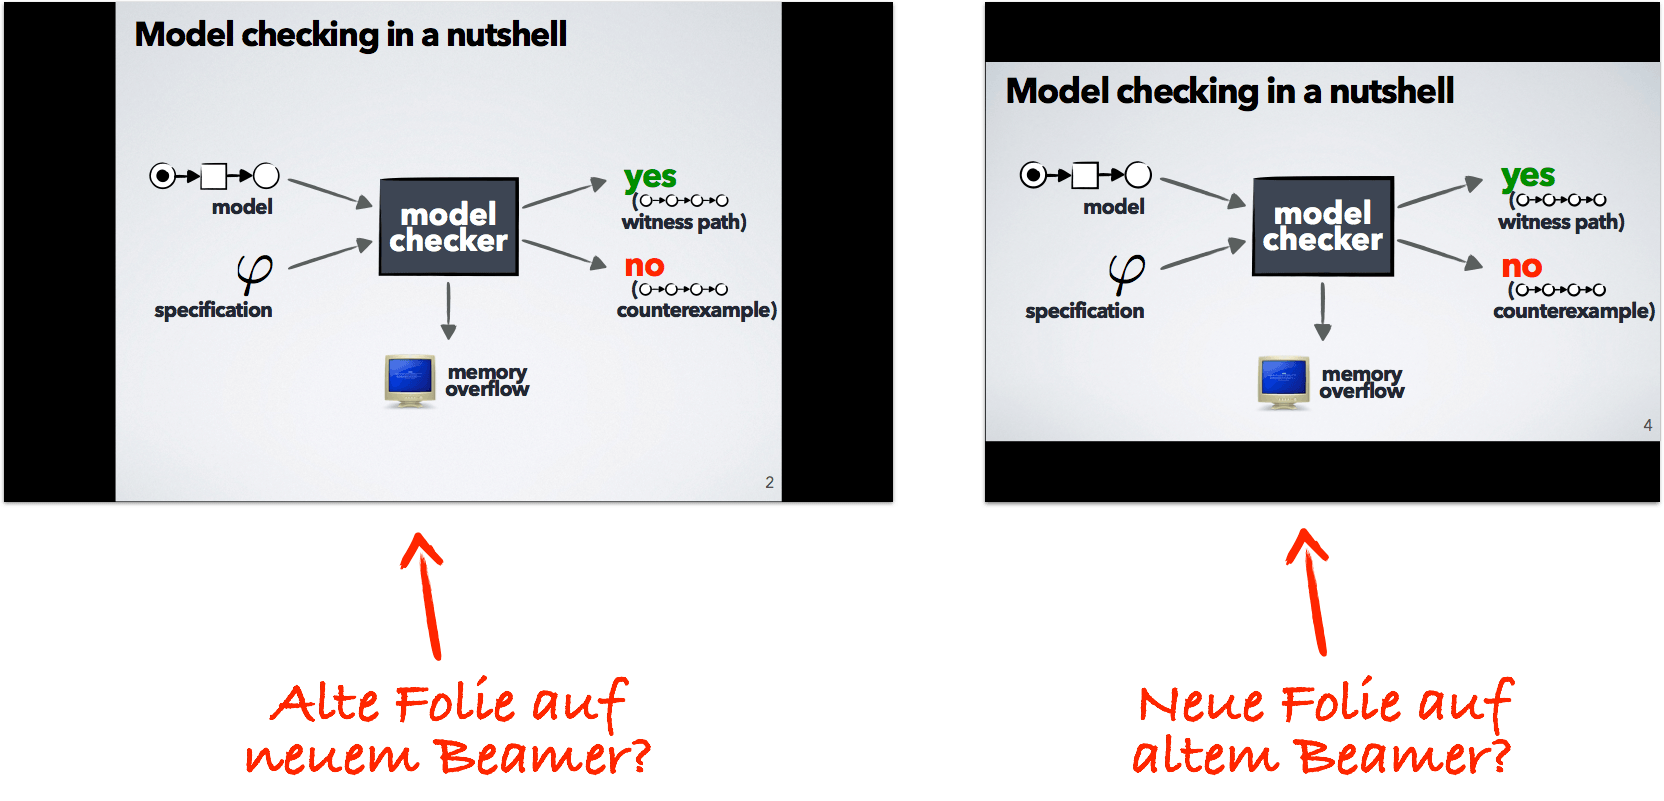 Model checking in a nutshell
model
specification
φ
model
checker
yes
(
witness path)
no
(
counterexample)
memory
overflow
2
Model checking in a nutshell
model
specification
φ
model
checker
yes
(
witness path)
no
(
counterexample)
memory
overflow
4
Alte Folie auf
neuem Beamer?
Neue Folie auf
altem Beamer?